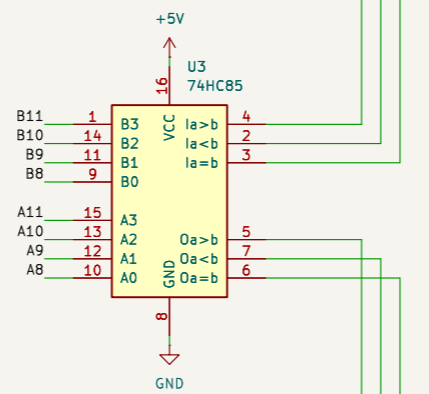 +5V
U3
74HC85
16
VCC
B11 1 B3 Ia>b 4
B10 14 B2 Ia<b 2
B9 11 B1 Ia=b 3
B8 9 B0
A11 15 A3
A10 13 A2 Oa>b 5
A9 12 A1 Oa<b 7
A8 10 A0 Oa=b 6
GND
8
GND